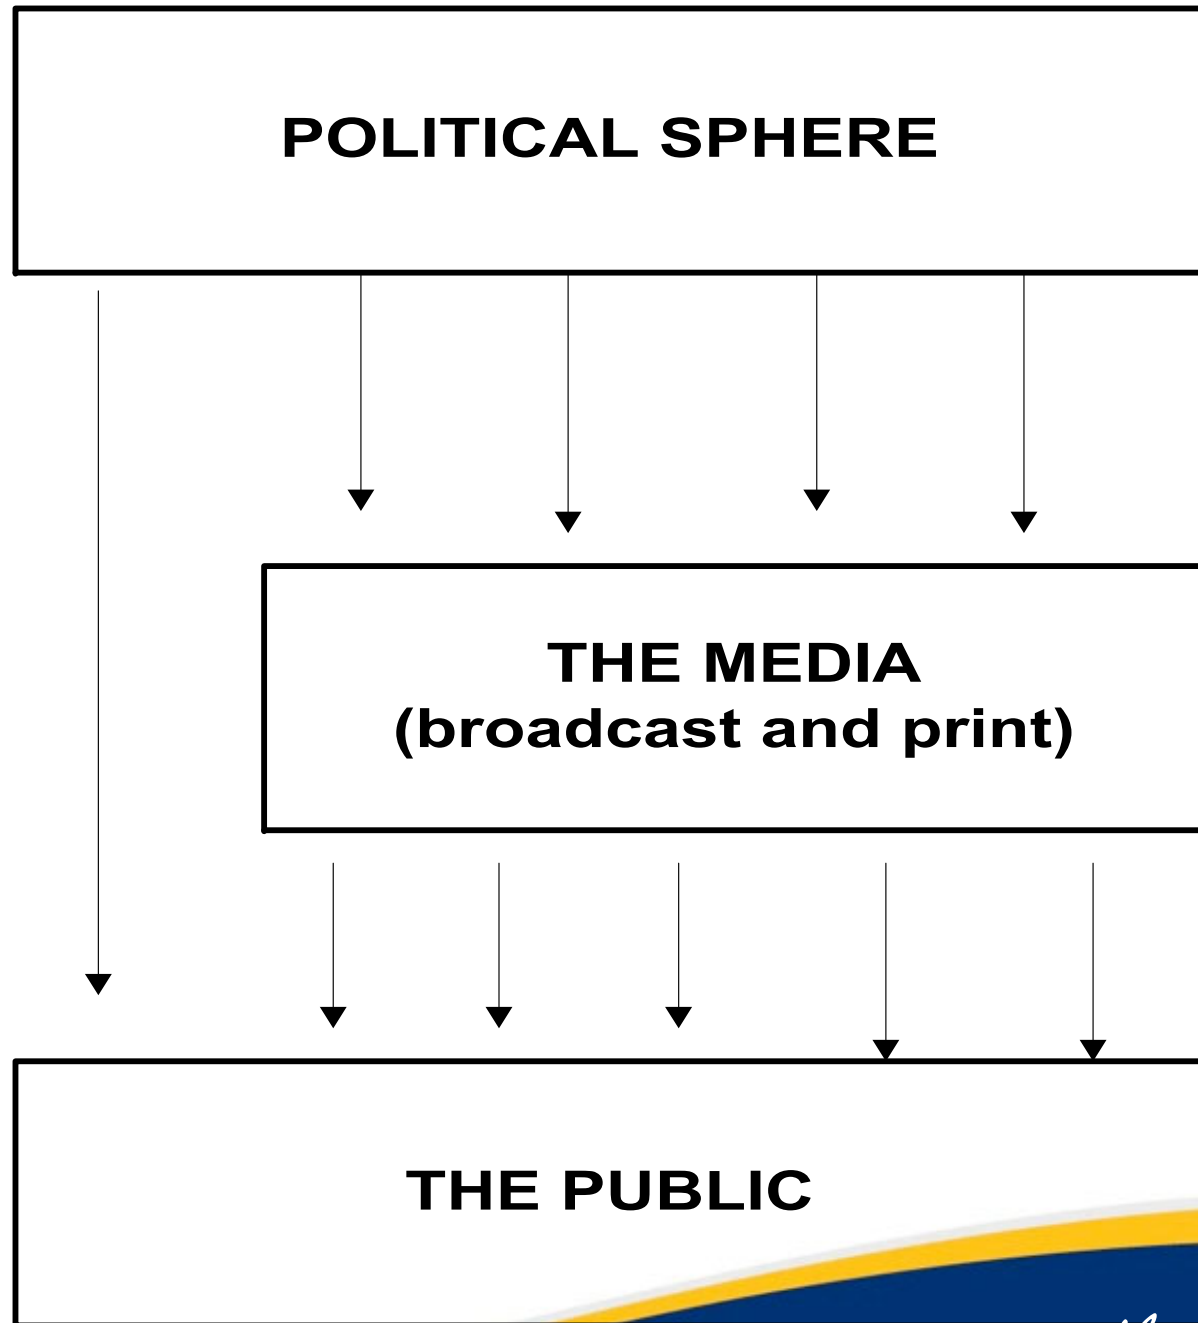 POLITICAL SPHERE
THE MEDIA
(broadcast and print)
THE PUBLIC